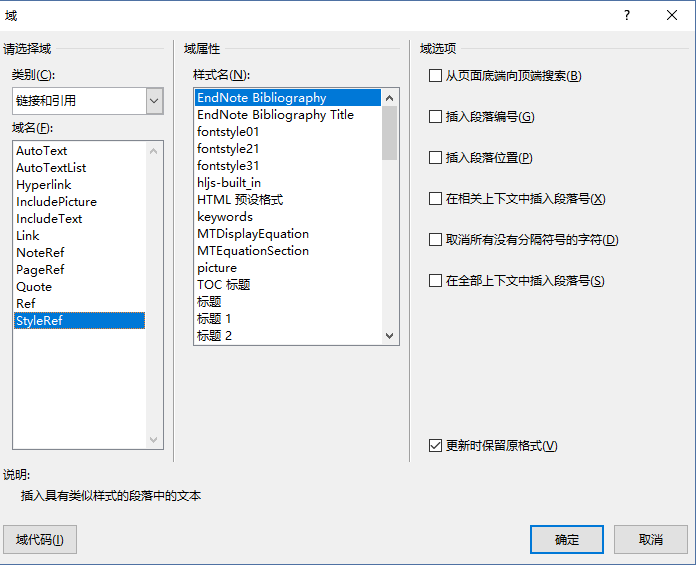 域
?
请选择域
类别(C):
链接和引用
域名(F):
AutoText
AutoTextList
Hyperlink
IncludePicture
IncludeText
Link
NoteRef
PageRef
Quote
Ref
StyleRef
域属性
样式名(N):
EndNote Bibliography
EndNote Bibliography Title
fontstyle01
fontstyle21
fontstyle31
hljs-built_in
HTML 预设格式
keywords
MTDisplayEquation
MTEquationSection
picture
TOC 标题
标题
标题 1
标题 2
域选项
从页面底端向顶端搜索(B)
插入段落编号(G)
插入段落位置(P)
在相关上下文中插入段落号(X)
取消所有没有分隔符号的字符(D)
在全部上下文中插入段落号(S)
更新时保留原格式(V)
说明:
插入具有类似样式的段落中的文本
域代码(I)
确定
取消